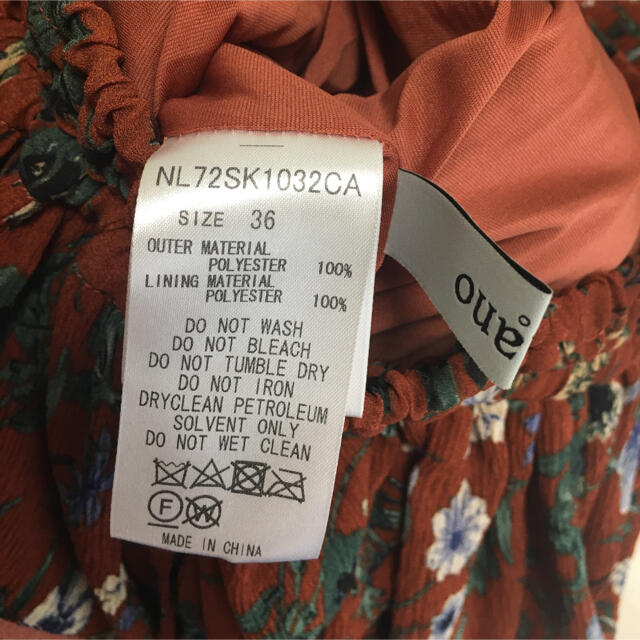 NL72SK1032CA
SIZE 36
OUTER MATERIAL
POLYESTER 100%
LINING MATERIAL
POLYESTER 100%
DO NOT WASH
DO NOT BLEACH
DO NOT TUMBLE DRY
DO NOT IRON
DRYCLEAN PETROLEUM
SOLVENT ONLY
DO NOT WET CLEAN
F W
MADE IN CHINA
ano